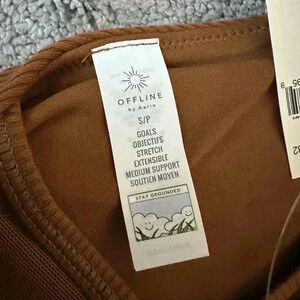 OFFLINE
by Aerie
S/P
GOALS
OBJECTIFS
STRETCH
EXTENSIBLE
MEDIUM SUPPORT
SOUTIEN MOYEN
STAY GROUNDED